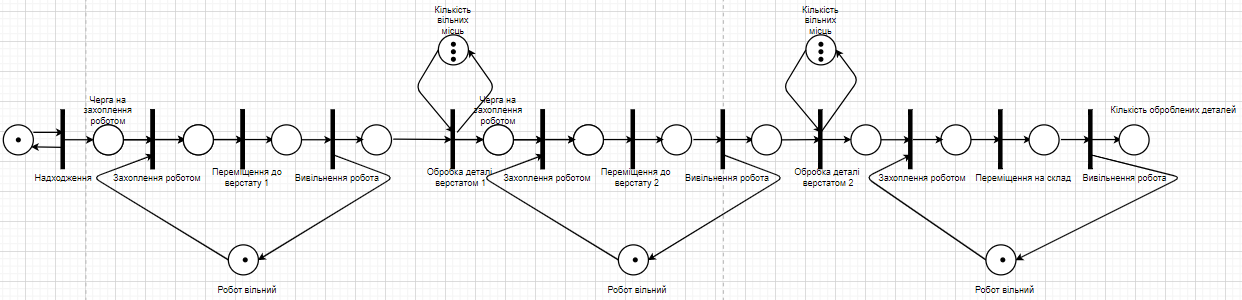 Кількість
вільних
місць
Кількість
вільних
місць
Черга на
захоплення
роботом
Черга на
захоплення
роботом
Кількість оброблених деталей
Надходження
Захоплення роботом
Переміщення до
верстату 1
Вивільнення робота
Обробка деталі
верстатом 1
Захоплення роботом
Переміщення до
верстату 2
Вивільнення робота
Обробка деталі
верстатом 2
Захоплення роботом
Переміщення на склад
Вивільнення робота
Робот вільний
Робот вільний
Робот вільний